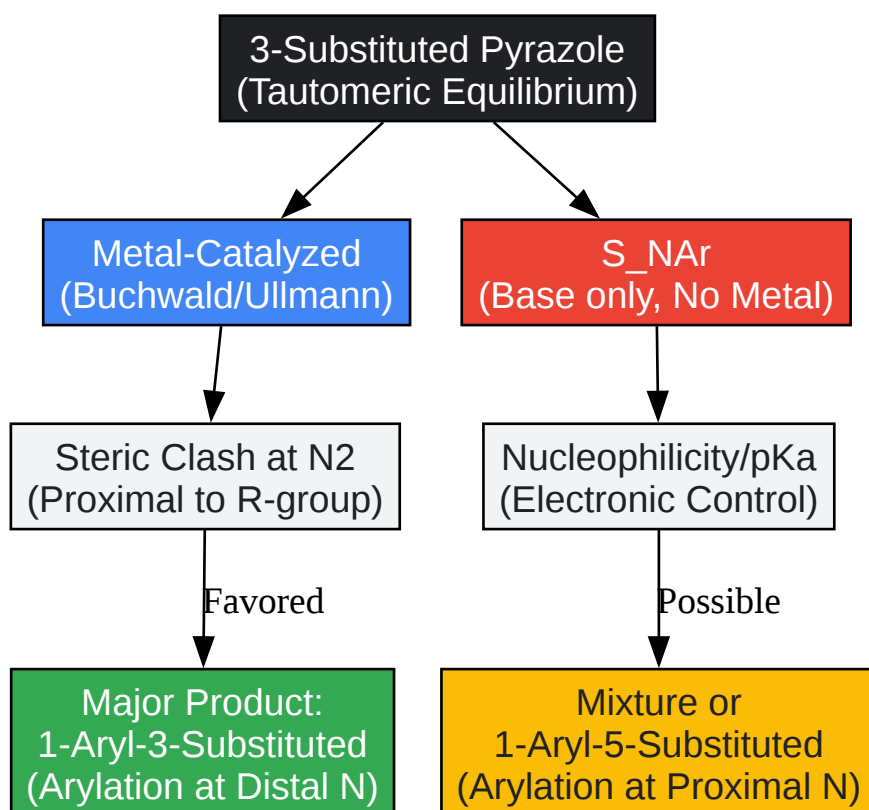 3-Substituted Pyrazole
(Tautomeric Equilibrium)
Metal-Catalyzed
(Buchwald/Ullmann)
S_NAr
(Base only, No Metal)
Steric Clash at N2
(Proximal to R-group)
Nucleophilicity/pKa
(Electronic Control)
Favored
Possible
Major Product:
1-Aryl-3-Substituted
(Arylation at Distal N)
Mixture or
1-Aryl-5-Substituted
(Arylation at Proximal N)